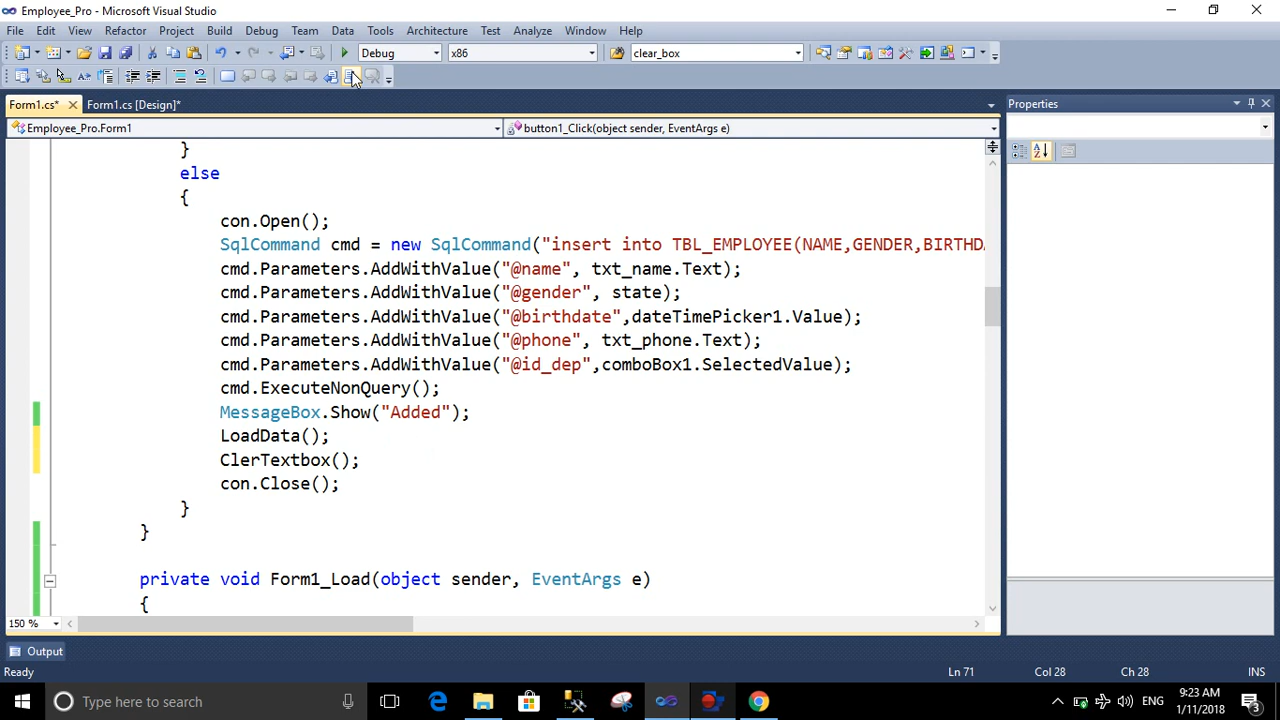 Employee_Pro - Microsoft Visual Studio
File Edit View Refactor Project Build Debug Team Data Tools Architecture Test Analyze Window Help
Debug x86 clear_box
Form1.cs* Form1.cs [Design]* Properties
Employee_Pro.Form1 button1_Click(object sender, EventArgs e)
}
else
{
con.Open();
SqlCommand cmd = new SqlCommand("insert into TBL_EMPLOYEE(NAME,GENDER,BIRTHDA
cmd.Parameters.AddWithValue("@name", txt_name.Text);
cmd.Parameters.AddWithValue("@gender", state);
cmd.Parameters.AddWithValue("@birthdate",dateTimePicker1.Value);
cmd.Parameters.AddWithValue("@phone", txt_phone.Text);
cmd.Parameters.AddWithValue("@id_dep",comboBox1.SelectedValue);
cmd.ExecuteNonQuery();
MessageBox.Show("Added");
LoadData();
ClerTextbox();
con.Close();
}
}
private void Form1_Load(object sender, EventArgs e)
{
150 %
Output
Ready Ln 71 Col 28 Ch 28 INS
Type here to search ENG 9:23 AM
1/11/2018 3